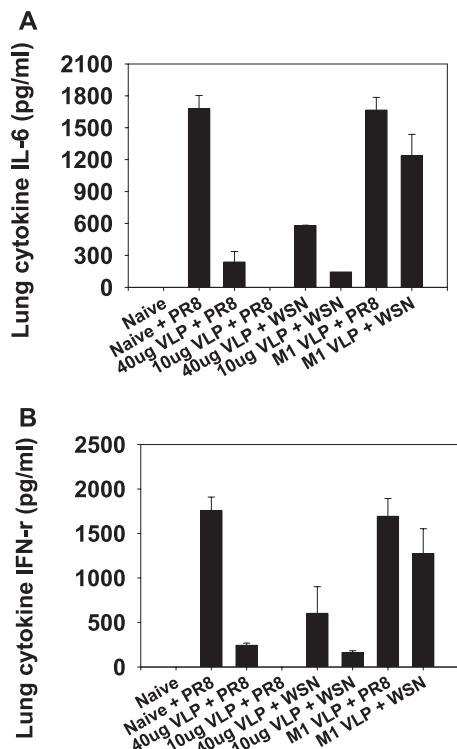 A
Lung cytokine IL-6 (pg/ml)
2100
1800
1500
1200
900
600
300
0
Naive
Naive + PR8
40ug VLP + PR8
10ug VLP + PR8
40ug VLP + WSN
10ug VLP + WSN
M1 VLP + PR8
M1 VLP + WSN
B
Lung cytokine IFN-r (pg/ml)
2500
2000
1500
1000
500
0
Naive
Naive + PR8
40ug VLP + PR8
10ug VLP + PR8
40ug VLP + WSN
10ug VLP + WSN
M1 VLP + PR8
M1 VLP + WSN